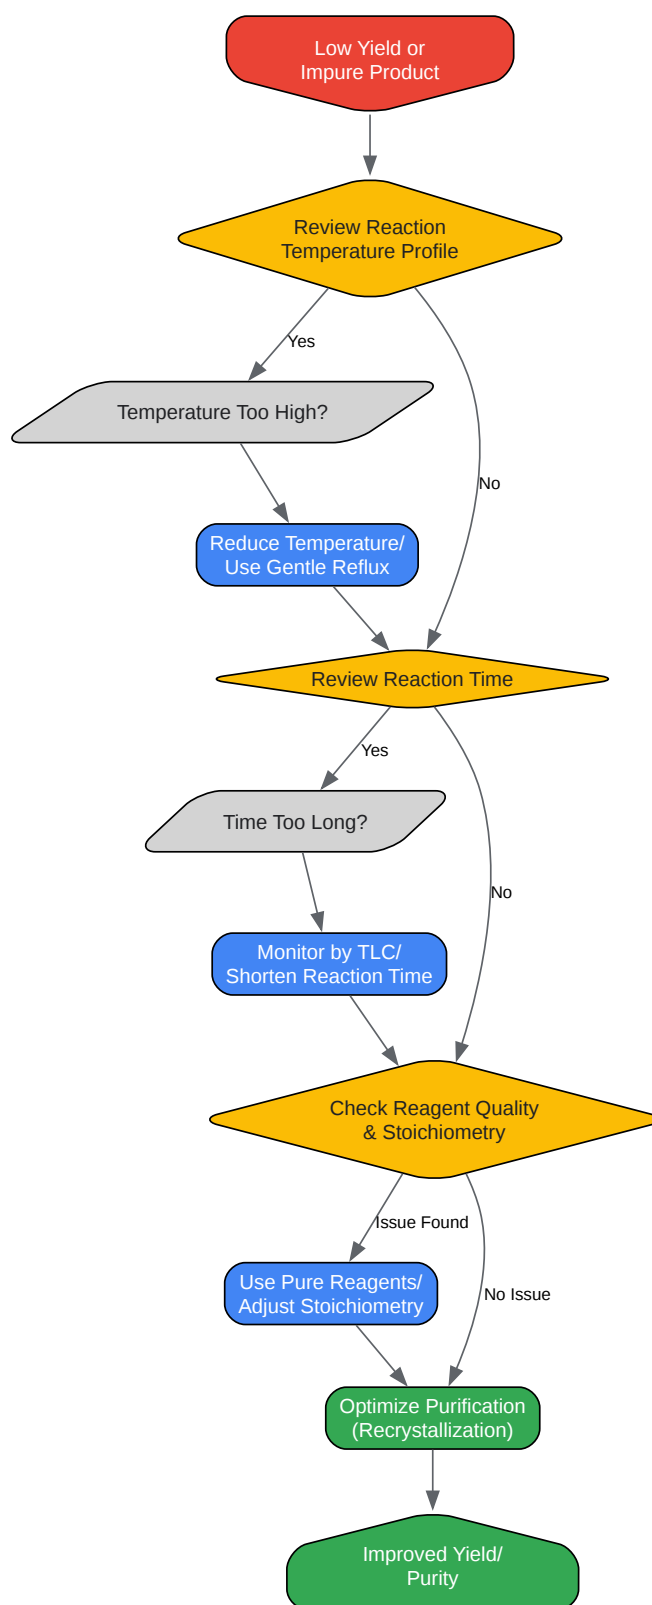 Low Yield or
Impure Product
Review Reaction
Temperature Profile
Yes
Temperature Too High?
No
Reduce Temperature/
Use Gentle Reflux
Review Reaction Time
Yes
Time Too Long?
No
Monitor by TLC/
Shorten Reaction Time
Check Reagent Quality
& Stoichiometry
Issue Found
Use Pure Reagents/
Adjust Stoichiometry
No Issue
Optimize Purification
(Recrystallization)
Improved Yield/
Purity